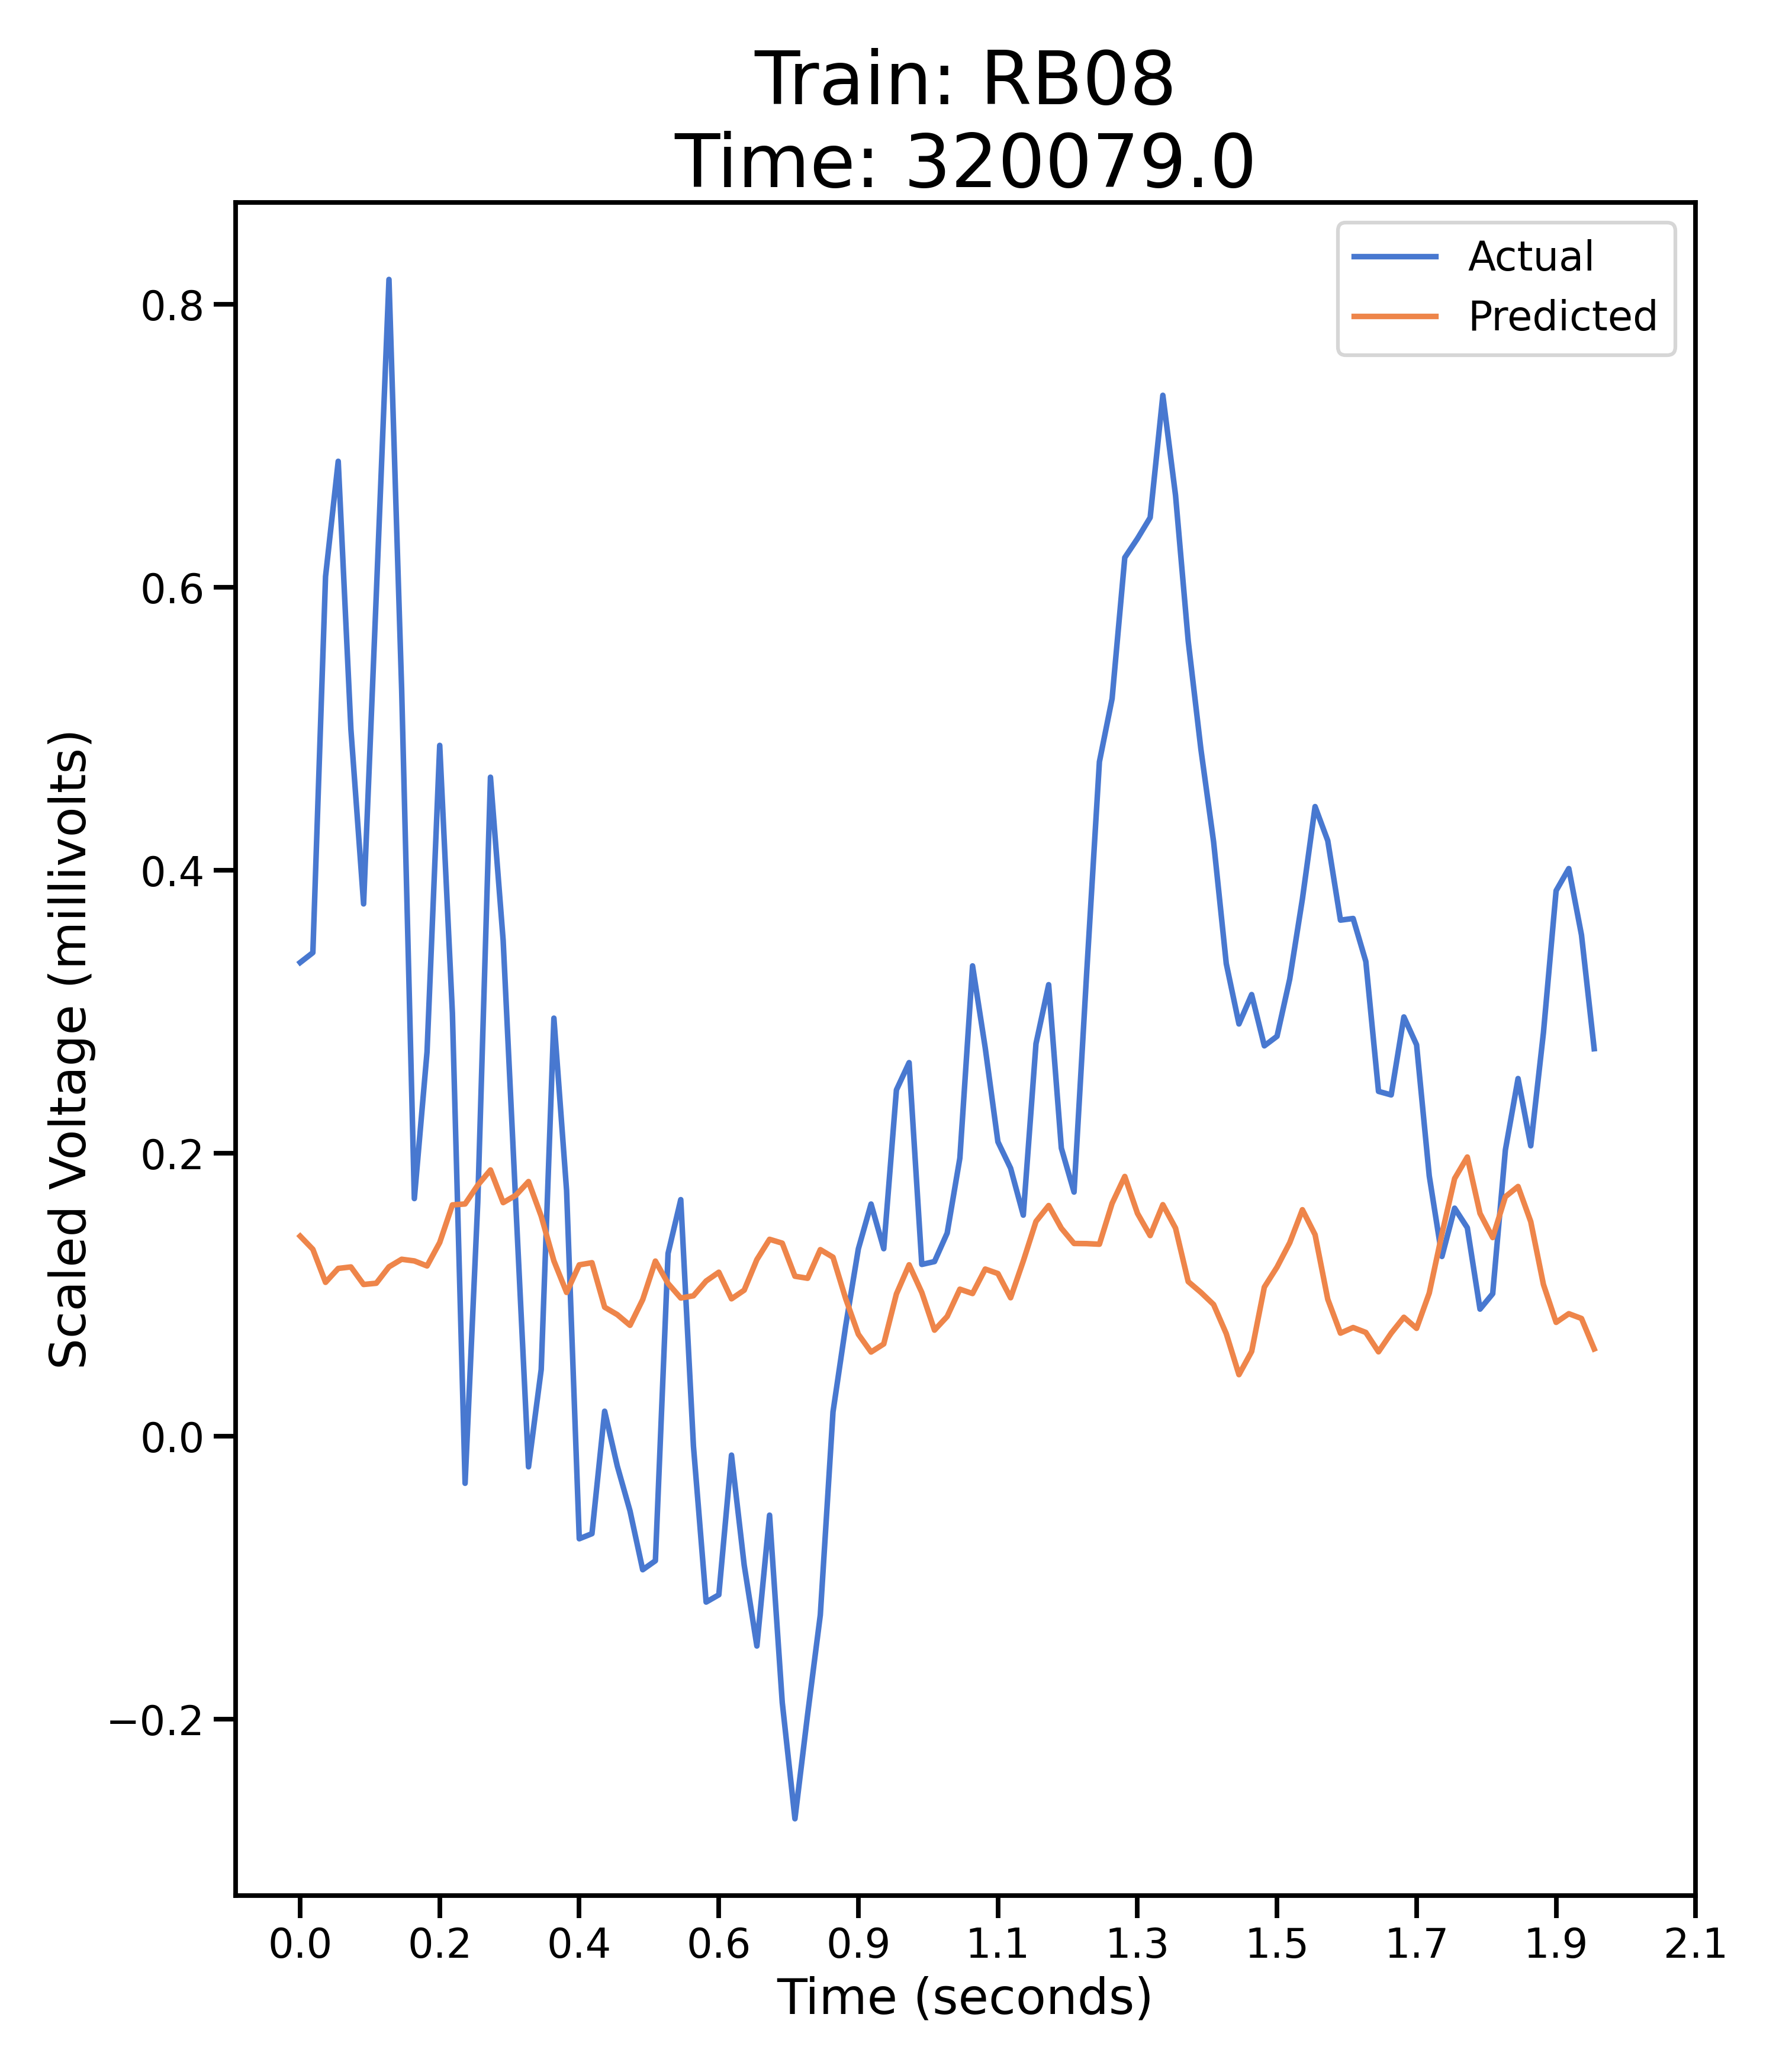 Train: RB08
Time: 320079.0
Actual
Predicted
0.8
0.6
0.4
0.2
0.0
−0.2
Scaled Voltage (millivolts)
0.0 0.2 0.4 0.6 0.9 1.1 1.3 1.5 1.7 1.9 2.1
Time (seconds)